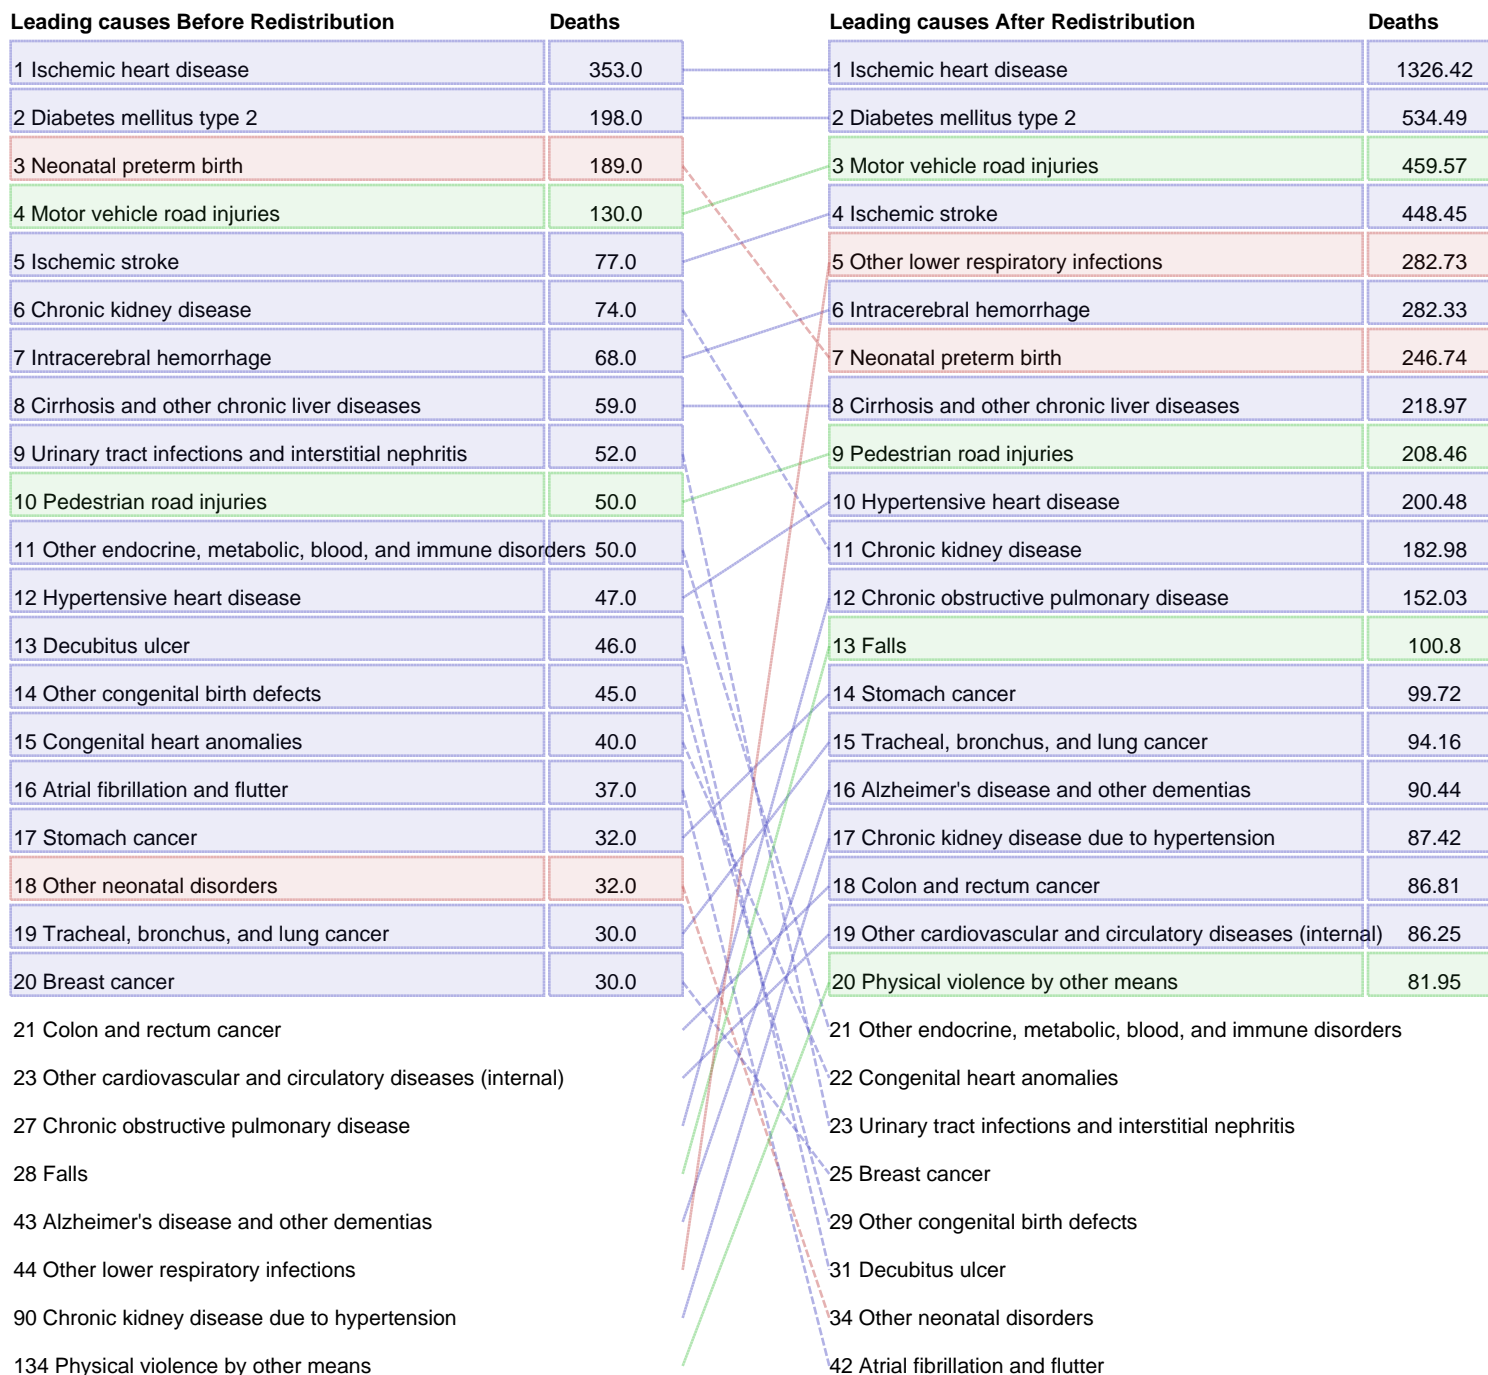 Leading causes Before Redistribution Deaths Leading causes After Redistribution Deaths
1 Ischemic heart disease 353.0 1 Ischemic heart disease 1326.42
2 Diabetes mellitus type 2 198.0 2 Diabetes mellitus type 2 534.49
3 Neonatal preterm birth 189.0 3 Motor vehicle road injuries 459.57
4 Motor vehicle road injuries 130.0 4 Ischemic stroke 448.45
5 Ischemic stroke 77.0 5 Other lower respiratory infections 282.73
6 Chronic kidney disease 74.0 6 Intracerebral hemorrhage 282.33
7 Intracerebral hemorrhage 68.0 7 Neonatal preterm birth 246.74
8 Cirrhosis and other chronic liver diseases 59.0 8 Cirrhosis and other chronic liver diseases 218.97
9 Urinary tract infections and interstitial nephritis 52.0 9 Pedestrian road injuries 208.46
10 Pedestrian road injuries 50.0 10 Hypertensive heart disease 200.48
11 Other endocrine, metabolic, blood, and immune disorders 50.0 11 Chronic kidney disease 182.98
12 Hypertensive heart disease 47.0 12 Chronic obstructive pulmonary disease 152.03
13 Decubitus ulcer 46.0 13 Falls 100.8
14 Other congenital birth defects 45.0 14 Stomach cancer 99.72
15 Congenital heart anomalies 40.0 15 Tracheal, bronchus, and lung cancer 94.16
16 Atrial fibrillation and flutter 37.0 16 Alzheimer's disease and other dementias 90.44
17 Stomach cancer 32.0 17 Chronic kidney disease due to hypertension 87.42
18 Other neonatal disorders 32.0 18 Colon and rectum cancer 86.81
19 Tracheal, bronchus, and lung cancer 30.0 19 Other cardiovascular and circulatory diseases (internal) 86.25
20 Breast cancer 30.0 20 Physical violence by other means 81.95
21 Colon and rectum cancer 21 Other endocrine, metabolic, blood, and immune disorders
23 Other cardiovascular and circulatory diseases (internal) 22 Congenital heart anomalies
27 Chronic obstructive pulmonary disease 23 Urinary tract infections and interstitial nephritis
28 Falls 25 Breast cancer
43 Alzheimer's disease and other dementias 29 Other congenital birth defects
44 Other lower respiratory infections 31 Decubitus ulcer
90 Chronic kidney disease due to hypertension 34 Other neonatal disorders
134 Physical violence by other means 42 Atrial fibrillation and flutter